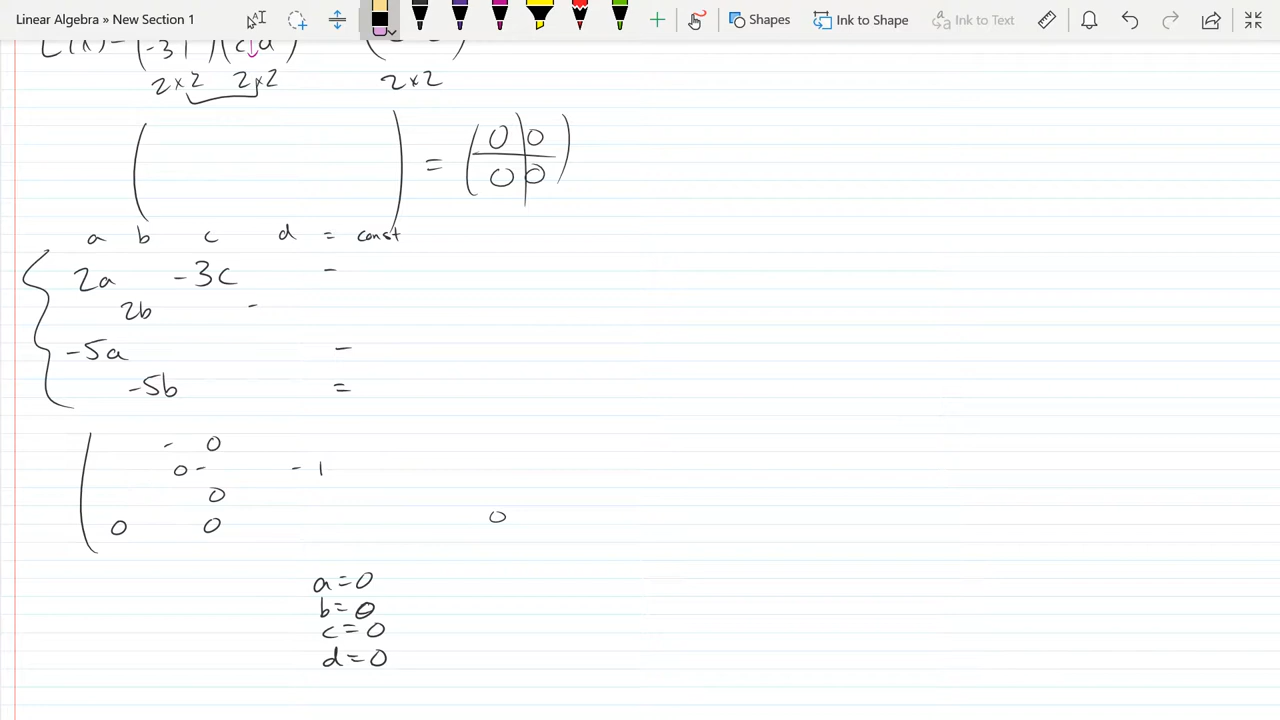 Linear Algebra » New Section 1
Shapes
Ink to Shape
Ink to Text
2×2 2×2 2×2
= ( 0 0
0 0 )
a b c d = const
2a -3c =
2b -
-5a -
-5b =
- 0
0 - - 1
0
0 0 0
a=0
b=0
c=0
d=0